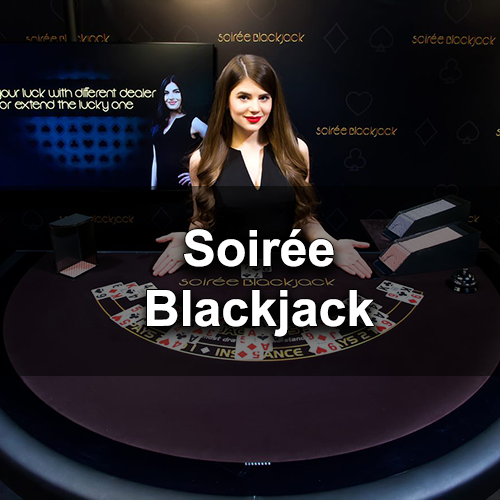 soirée Blackjack
soirée Blackjack
soirée Blackjack
your luck with different dealer
or extend the lucky one
soirée Blackjack
Soirée
Blackjack
soirée Blackjack
INSURANCE
PAYS 2